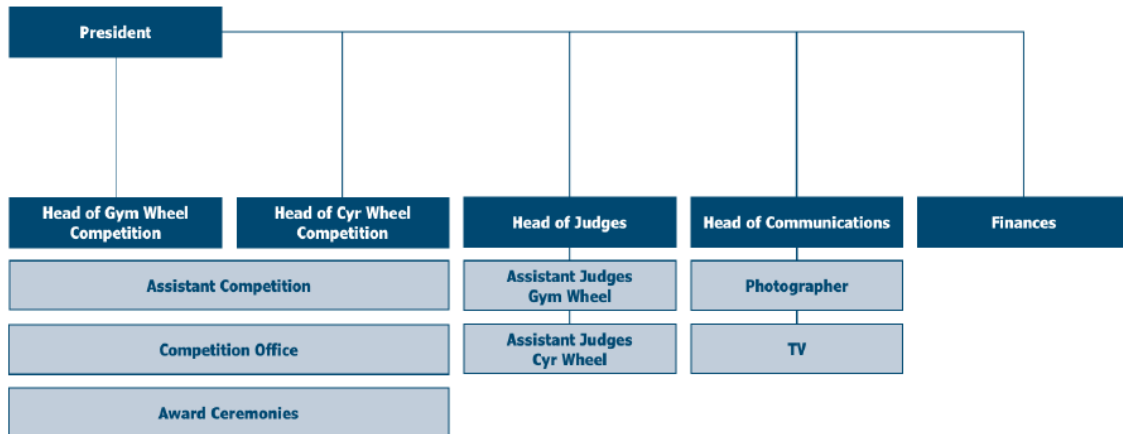 President
Head of Gym Wheel
Competition
Head of Cyr Wheel
Competition
Head of Judges
Head of Communications
Finances
Assistant Competition
Assistant Judges
Gym Wheel
Photographer
Competition Office
Assistant Judges
Cyr Wheel
TV
Award Ceremonies